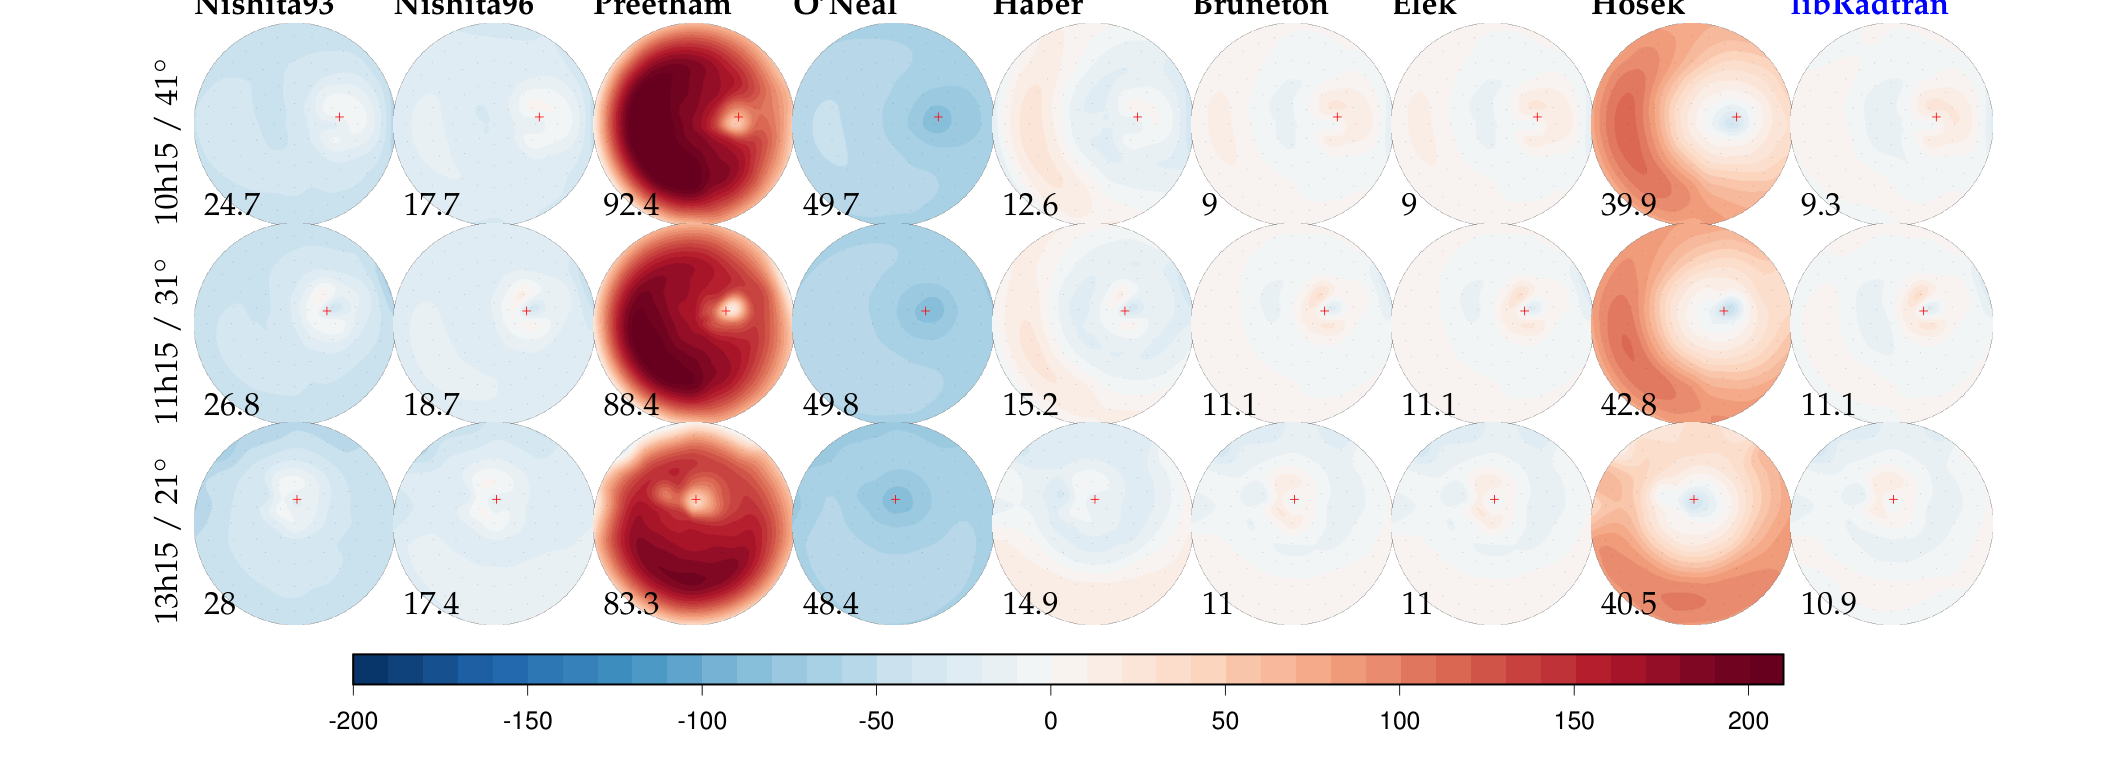 Nishita93 Nishita96 Preetham O'Neal Haber Bruneton Elek Hosek libRadtran
10h15 / 41°
24.7 17.7 92.4 49.7 12.6 9 9 39.9 9.3
11h15 / 31°
26.8 18.7 88.4 49.8 15.2 11.1 11.1 42.8 11.1
13h15 / 21°
28 17.4 83.3 48.4 14.9 11 11 40.5 10.9
-200 -150 -100 -50 0 50 100 150 200